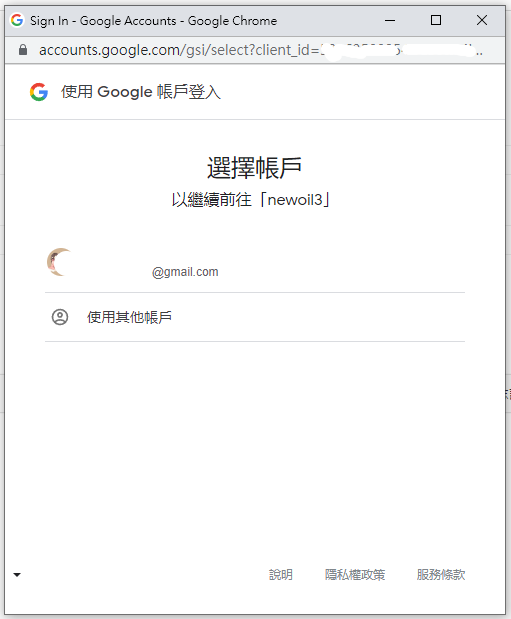 Sign In - Google Accounts - Google Chrome
accounts.google.com/gsi/select?client_id=
使用 Google 帳戶登入
選擇帳戶
以繼續前往「newoil3」
@gmail.com
使用其他帳戶
說明 隱私權政策 服務條款